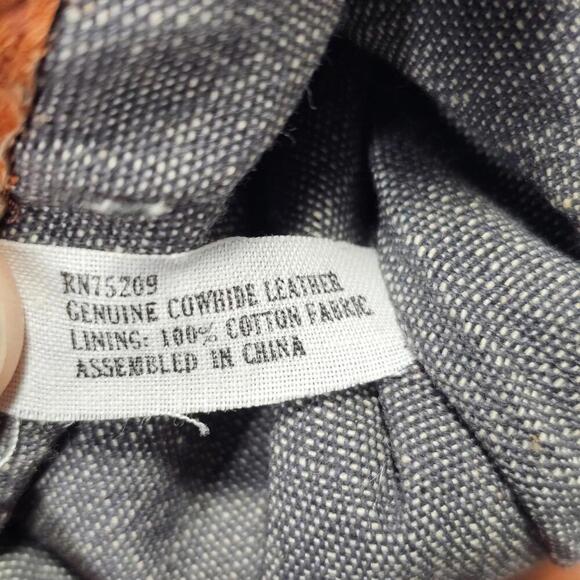 RN75209
GENUINE COWHIDE LEATHER
LINING: 100% COTTON FABRIC
ASSEMBLED IN CHINA